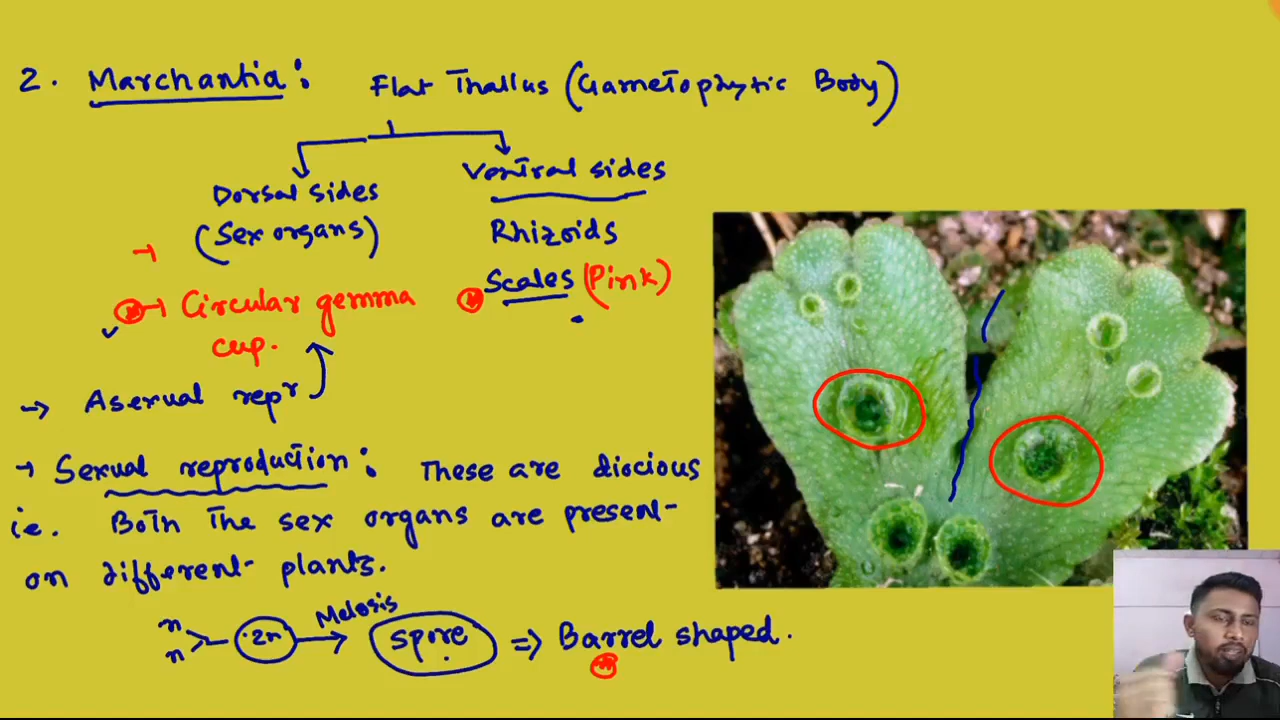 2. Marchantia: Flat Thallus (Gametophytic Body)
Dorsal sides
(Sex organs)
Circular gemma
cup.
Ventral sides
Rhizoids
Scales (Pink)
→ Asexual repr
→ Sexual reproduction: These are diocious
i.e. Both the sex organs are present
on different plants.
n
n
2n Meiosis → Spore ⇒ Barrel shaped.